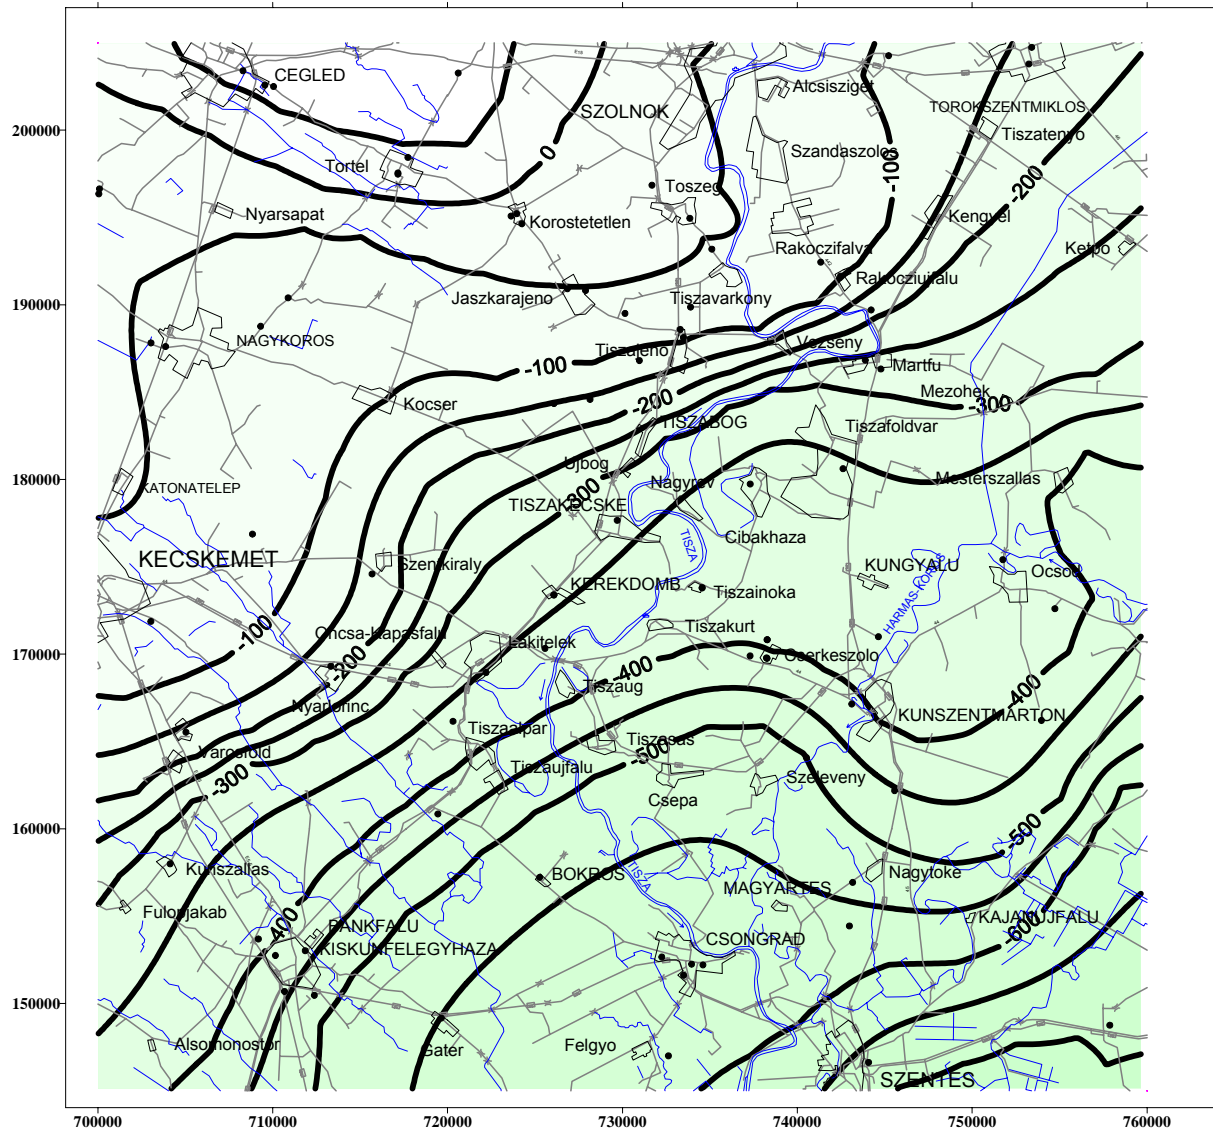 CEGLED
Alcsisziget
SZOLNOK
TOROKSZENTMIKLOS
200000
Tiszatenyo
0
Szandaszolos
Tortel
-100
-200
Toszeg
Nyarsapat
Korostetetlen
Kengyel
Rakoczifalva
Ketpo
Rakocziujfalu
Jaszkarajeno
Tiszavarkony
190000
NAGYKOROS
Vezseny
Tiszajeno
-100
Martfu
Mezohek
Kocser
-200
-300
TISZABOG
Tiszafoldvar
Ujbog
180000
Nagyrev
Mesterszallas
KATONATELEP
-300
TISZAKECSKE
Cibakhaza
TISZA
KECSKEMET
Szentkiraly
KUNGYALU
Ocsod
KEREKDOMB
Tiszainoka
HARMAS-KOROS
-100
Oncsa-Kapasfalu
Tiszakurt
Lakitelek
170000
Cserkeszolo
-200
-400
Tiszaug
-400
Nyarlorinc
KUNSZENTMARTON
Tiszaalpar
Tiszasas
Varosfold
-500
-300
Tiszaujfalu
Szeleveny
Csepa
160000
-500
Kunszallas
BOKROS
TISZA
Nagytoke
MAGYARTES
Fulopjakab
-400
PANKFALU
KAJANUJFALU
-600
KISKUNFELEGYHAZA
CSONGRAD
150000
Alsomonostor
Gater
Felgyo
SZENTES
700000
710000
720000
730000
740000
750000
760000